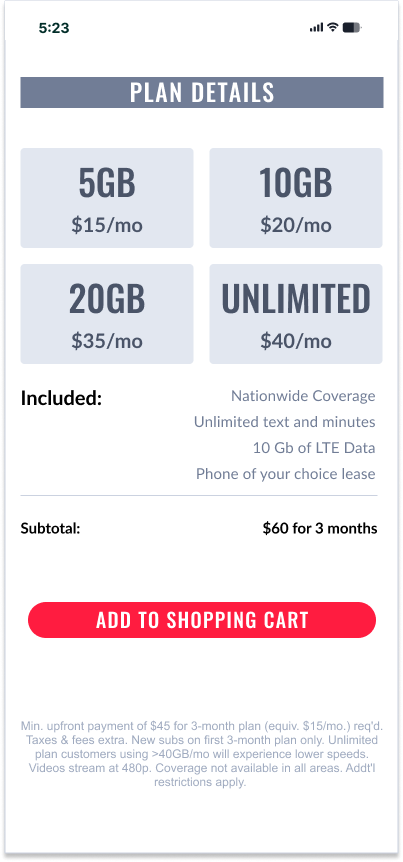 5:23
PLAN DETAILS
5GB
$15/mo
10GB
$20/mo
20GB
$35/mo
UNLIMITED
$40/mo
Included:
Nationwide Coverage
Unlimited text and minutes
10 Gb of LTE Data
Phone of your choice lease
Subtotal:
$60 for 3 months
ADD TO SHOPPING CART
Min. upfront payment of $45 for 3-month plan (equiv. $15/mo.) req'd.
Taxes & fees extra. New subs on first 3-month plan only. Unlimited
plan customers using >40GB/mo will experience lower speeds.
Videos stream at 480p. Coverage not available in all areas. Addt'l
restrictions apply.